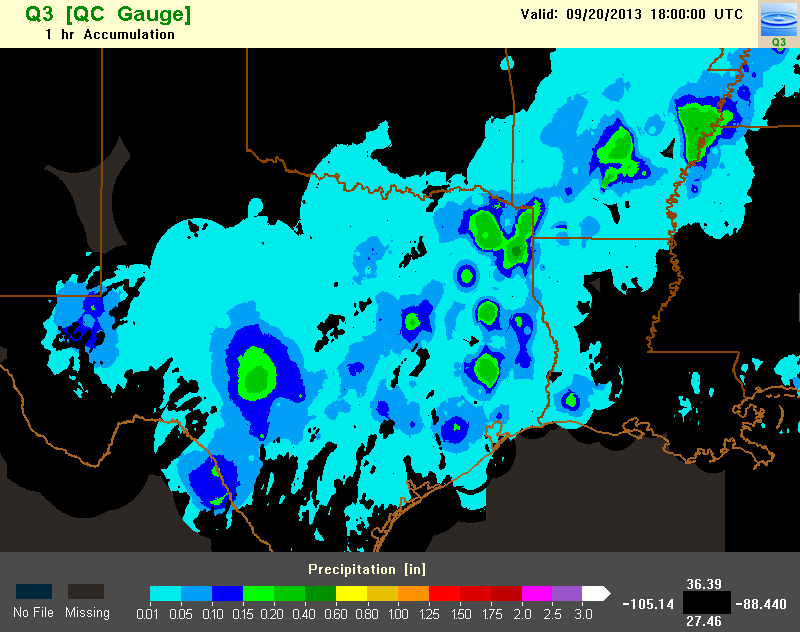 Q3 [QC Gauge]
1 hr Accumulation
Valid: 09/20/2013 18:00:00 UTC
Q3
Precipitation [in]
No File
Missing
0.01 0.05 0.10 0.15 0.20 0.40 0.60 0.80 1.00 1.25 1.50 1.75 2.0 2.5 3.0
36.39
-105.14 -88.440
27.46